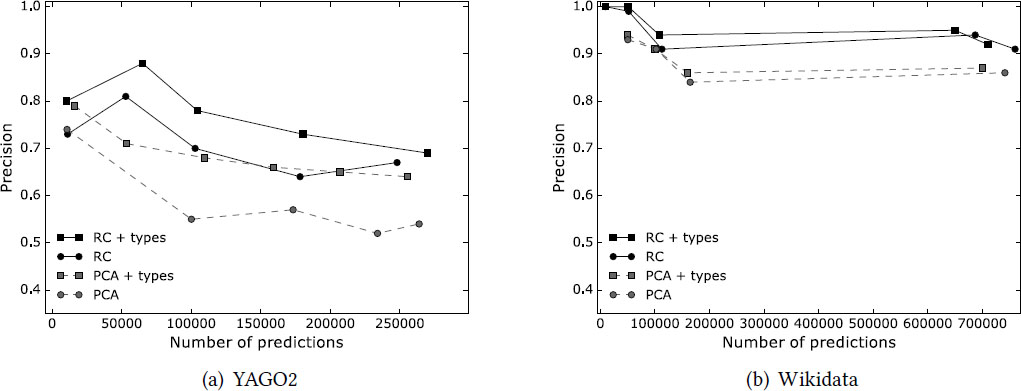 1.0
0.9
0.8
0.7
0.6
0.5
0.4
Precision
RC + types
RC
PCA + types
PCA
0 50000 100000 150000 200000 250000
Number of predictions
(a) YAGO2
1.0
0.9
0.8
0.7
0.6
0.5
0.4
Precision
RC + types
RC
PCA + types
PCA
0 100000 200000 300000 400000 500000 600000 700000
Number of predictions
(b) Wikidata